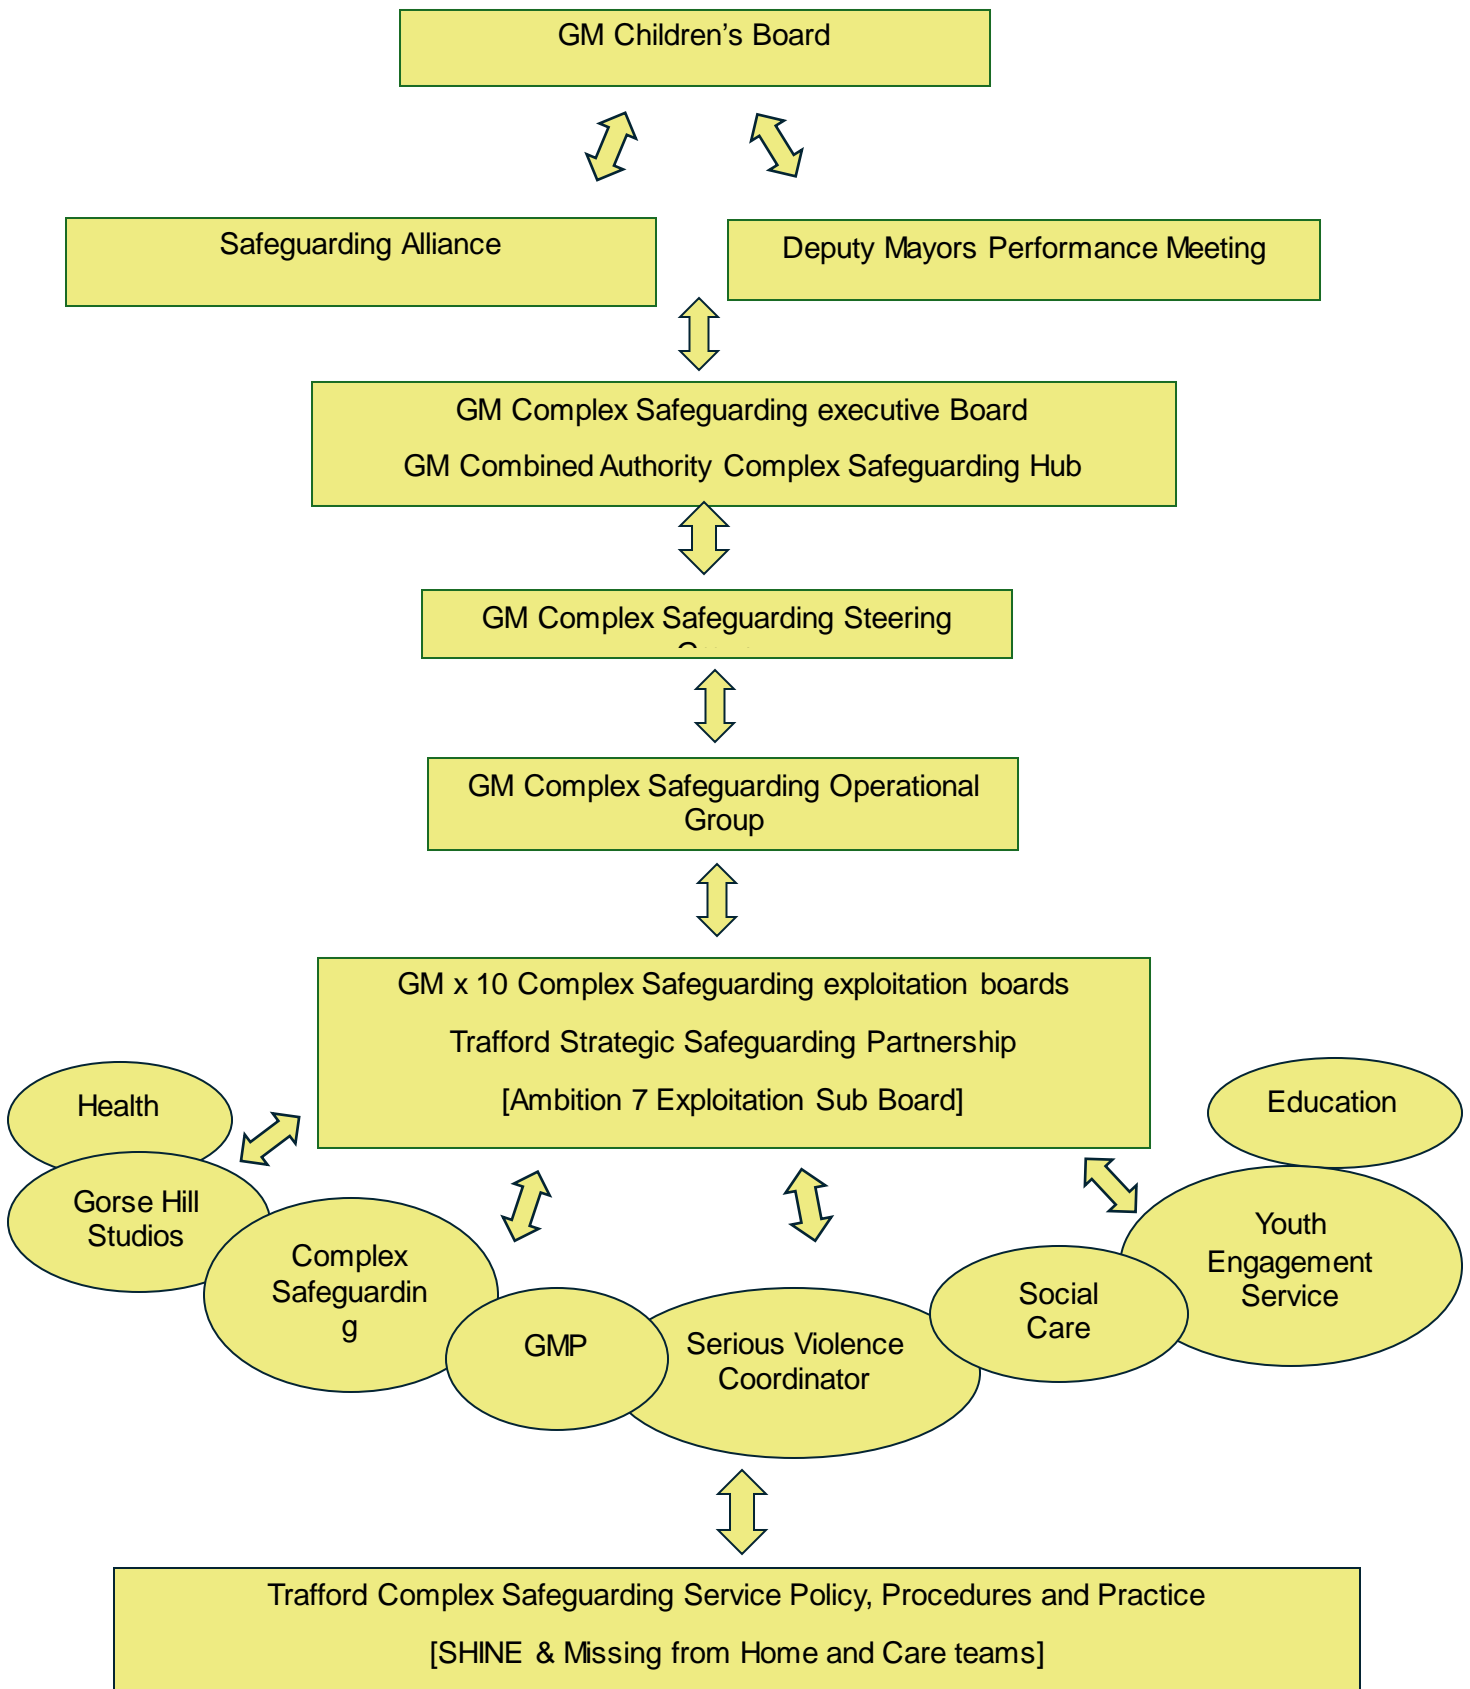 GM Children’s Board
Safeguarding Alliance
Deputy Mayors Performance Meeting
GM Complex Safeguarding executive Board
GM Combined Authority Complex Safeguarding Hub
GM Complex Safeguarding Steering
GM Complex Safeguarding Operational
Group
GM x 10 Complex Safeguarding exploitation boards
Trafford Strategic Safeguarding Partnership
[Ambition 7 Exploitation Sub Board]
Health
Education
Gorse Hill
Studios
Complex
Safeguardin
g
GMP
Serious Violence
Coordinator
Social
Care
Youth
Engagement
Service
Trafford Complex Safeguarding Service Policy, Procedures and Practice
[SHINE & Missing from Home and Care teams]